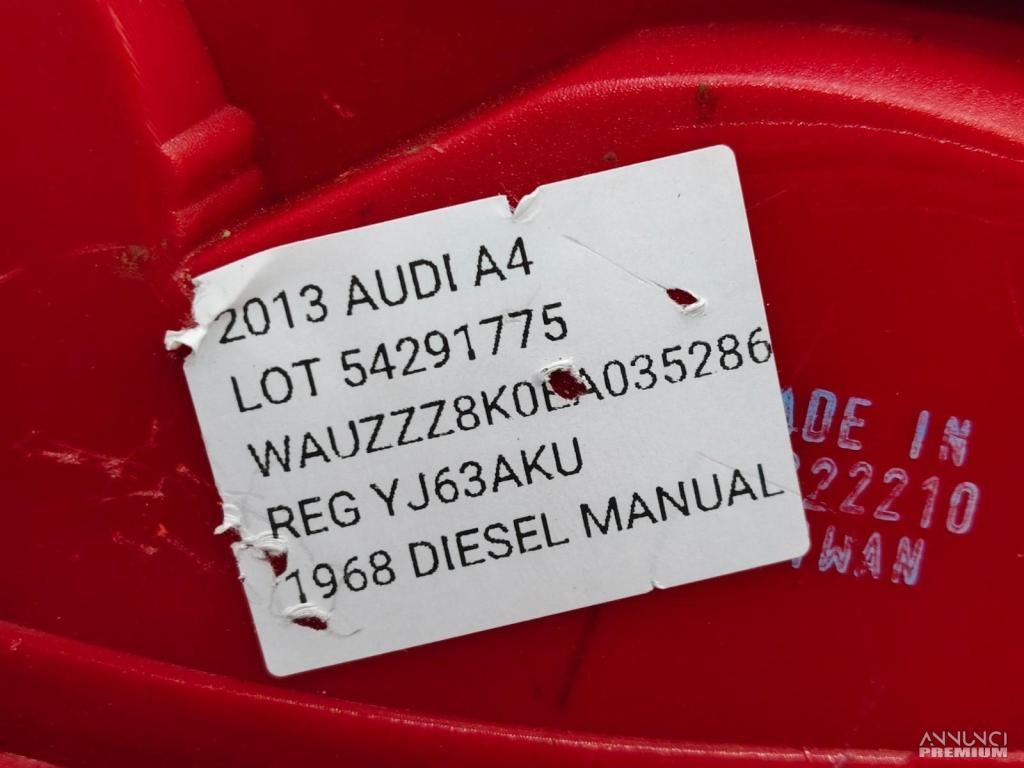 2013 AUDI A4
LOT 54291775
WAUZZZ8K0EA035286
REG YJ63AKU
1968 DIESEL MANUAL
ADE IN
22210
WAN
ANNUNCI
PREMIUM